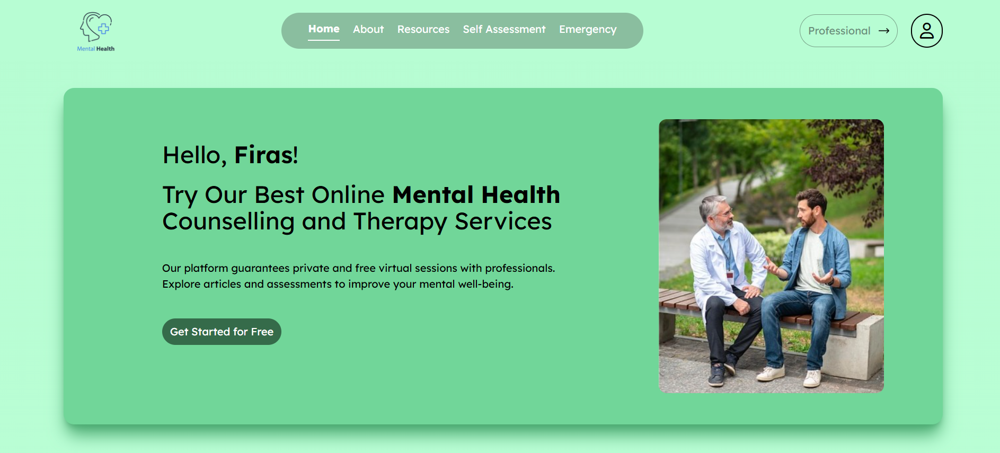 Mental Health
Home About Resources Self Assessment Emergency
Professional →
Hello, Firas!
Try Our Best Online Mental Health
Counselling and Therapy Services
Our platform guarantees private and free virtual sessions with professionals.
Explore articles and assessments to improve your mental well-being.
Get Started for Free